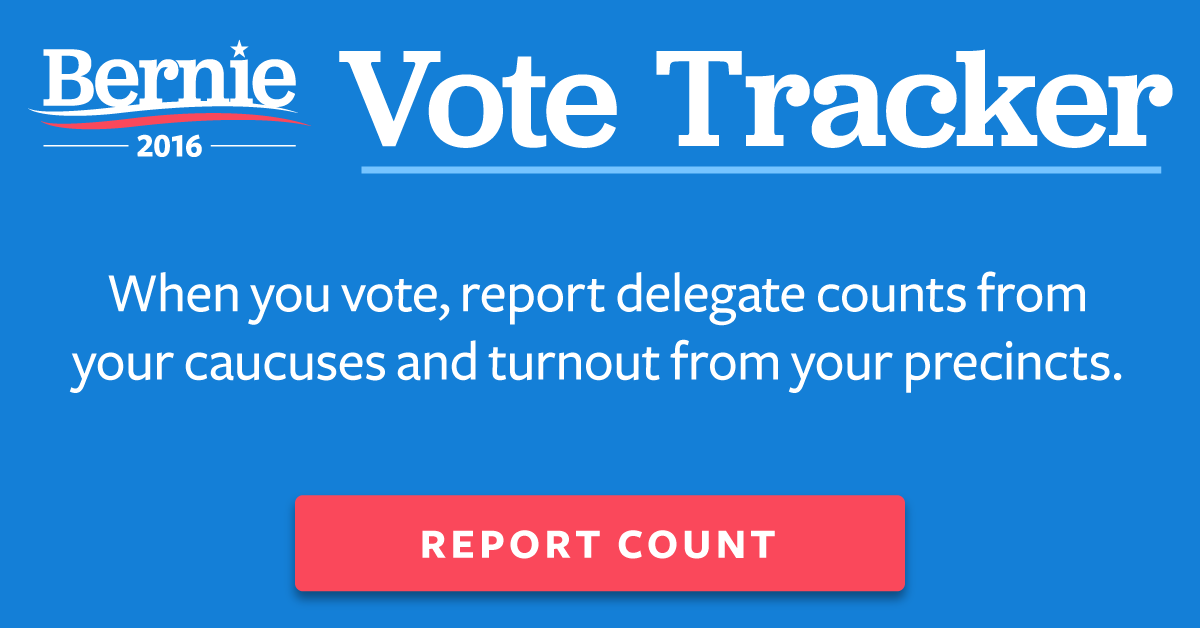 Bernie
2016
Vote Tracker
When you vote, report delegate counts from
your caucuses and turnout from your precincts.
REPORT COUNT